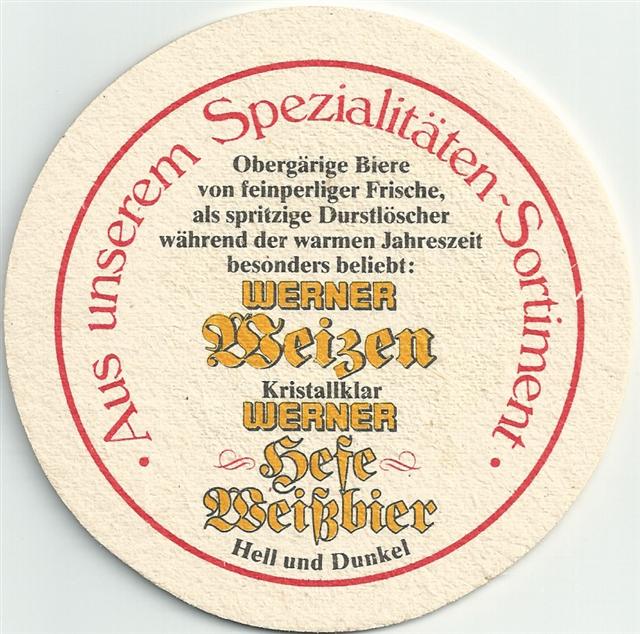 · Aus unserem Spezialitäten-Sortiment ·
Obergärige Biere
von feinperliger Frische,
als spritzige Durstlöscher
während der warmen Jahreszeit
besonders beliebt:
WERNER
Weizen
Kristallklar
WERNER
Hefe
Weißbier
Hell und Dunkel